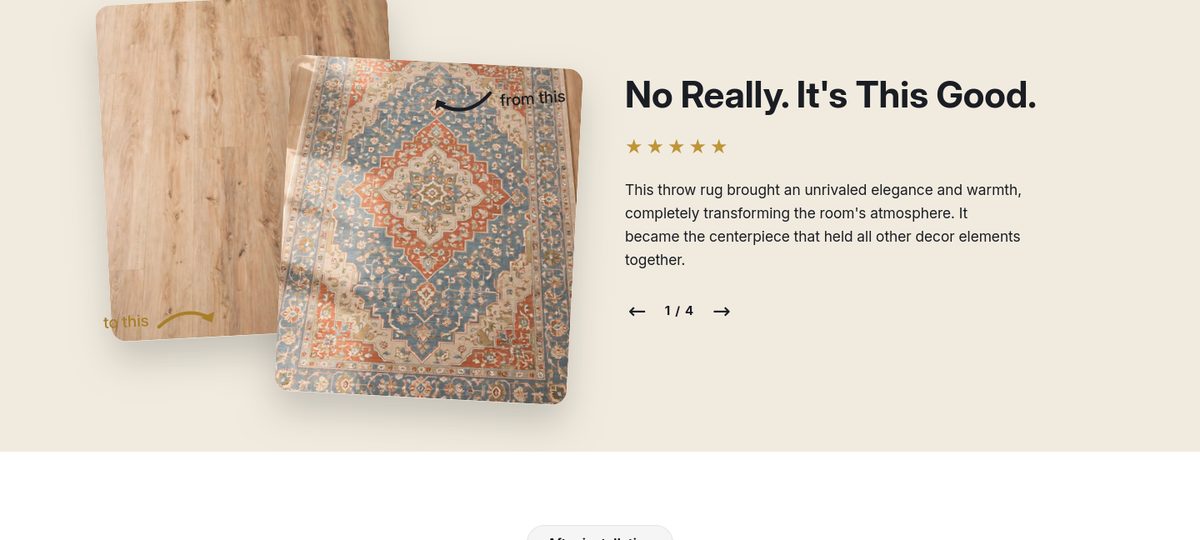 from this
to this
No Really. It's This Good.
This throw rug brought an unrivaled elegance and warmth,
completely transforming the room's atmosphere. It
became the centerpiece that held all other decor elements
together.
1 / 4